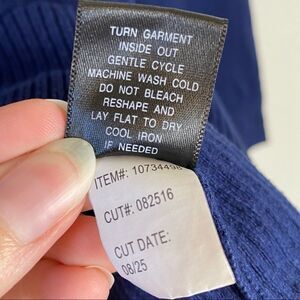 TURN GARMENT
INSIDE OUT
GENTLE CYCLE
MACHINE WASH COLD
DO NOT BLEACH
RESHAPE AND
LAY FLAT TO DRY
COOL IRON
IF NEEDED
ITEM#: 10734498
CUT#: 082516
CUT DATE:
08/25